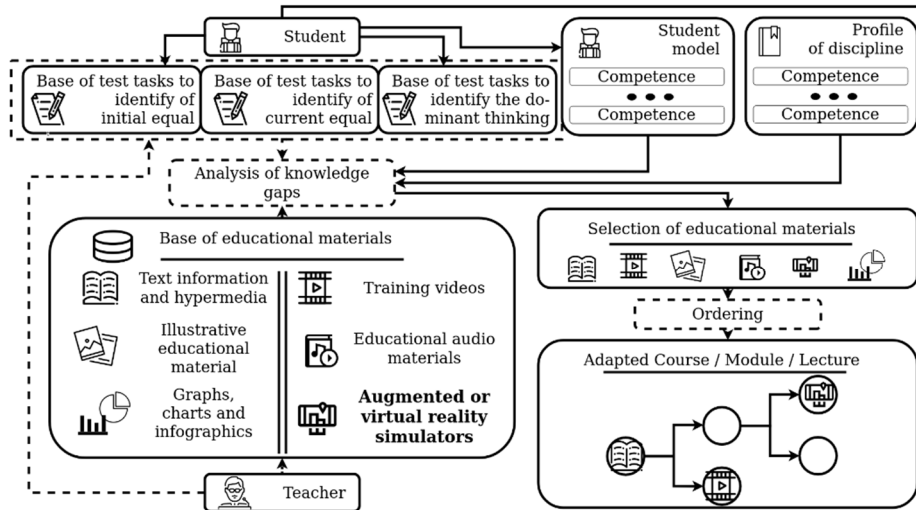 Student
Student
model
Competence
Competence
Profile
of discipline
Competence
Competence
Base of test tasks to
identify of
initial equal
Base of test tasks to
identify of
current equal
Base of test tasks to
identify the do-
minant thinking
Analysis of knowledge
gaps
Base of educational materials
Text information
and hypermedia
Illustrative
educational
material
Graphs,
charts and
infographics
Training videos
Educational audio
materials
Augmented or
virtual reality
simulators
Teacher
Selection of educational materials
Ordering
Adapted Course / Module / Lecture